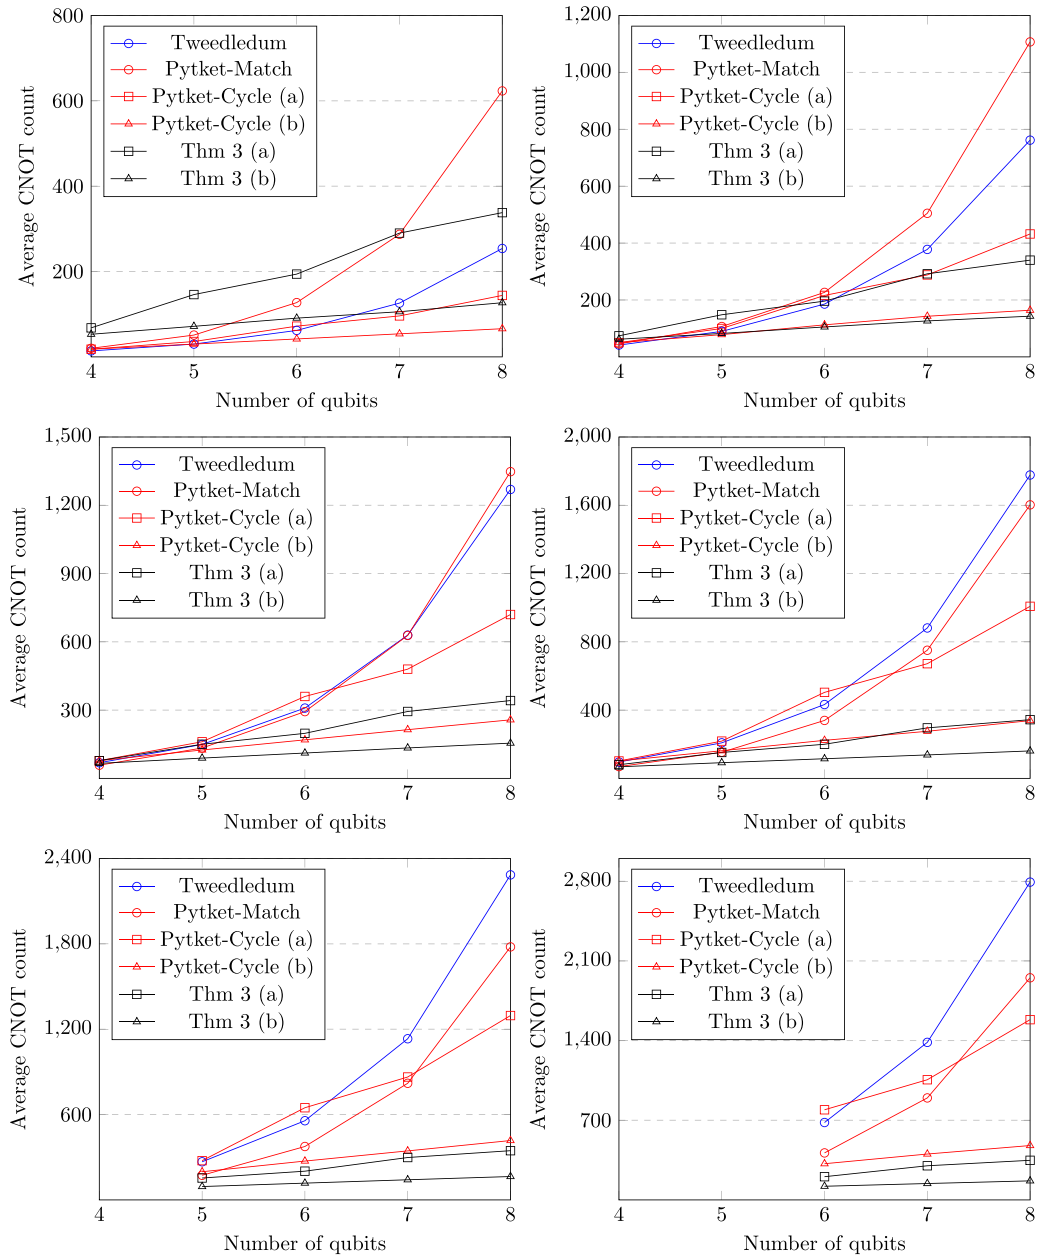 800
600
400
200
4
5
6
7
8
Number of qubits
Average CNOT count
Tweedledum
Pytket-Match
Pytket-Cycle (a)
Pytket-Cycle (b)
Thm 3 (a)
Thm 3 (b)
1,200
1,000
800
600
400
200
4
5
6
7
8
Number of qubits
Average CNOT count
Tweedledum
Pytket-Match
Pytket-Cycle (a)
Pytket-Cycle (b)
Thm 3 (a)
Thm 3 (b)
1,500
1,200
900
600
300
4
5
6
7
8
Number of qubits
Average CNOT count
Tweedledum
Pytket-Match
Pytket-Cycle (a)
Pytket-Cycle (b)
Thm 3 (a)
Thm 3 (b)
2,000
1,600
1,200
800
400
4
5
6
7
8
Number of qubits
Average CNOT count
Tweedledum
Pytket-Match
Pytket-Cycle (a)
Pytket-Cycle (b)
Thm 3 (a)
Thm 3 (b)
2,400
1,800
1,200
600
4
5
6
7
8
Number of qubits
Average CNOT count
Tweedledum
Pytket-Match
Pytket-Cycle (a)
Pytket-Cycle (b)
Thm 3 (a)
Thm 3 (b)
2,800
2,100
1,400
700
4
5
6
7
8
Number of qubits
Average CNOT count
Tweedledum
Pytket-Match
Pytket-Cycle (a)
Pytket-Cycle (b)
Thm 3 (a)
Thm 3 (b)